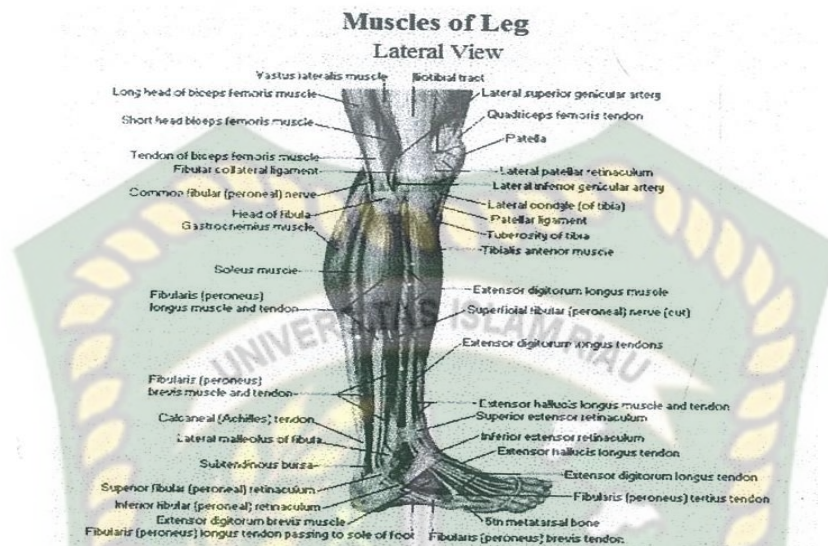 Muscles of Leg
Lateral View
Vastus lateralis muscle
Iliotibial tract
Long head of biceps femoris muscle
Lateral superior genicular artery
Quadriceps femoris tendon
Short head biceps femoris muscle
Patella
Tendon of biceps femoris muscle
Fibular collateral ligament
Lateral patellar retinaculum
Lateral inferior genicular artery
Common fibular (peroneal) nerve
Lateral condyle (of tibia)
Head of fibula
Patellar ligament
Gastrocnemius muscle
Tuberosity of tibia
Tibialis anterior muscle
Soleus muscle
Extensor digitorum longus muscle
Fibularis (peroneus)
longus muscle and tendon
Superficial fibular (peroneal) nerve (cut)
UNIVERSITAS ISLAM RIAU
Extensor digitorum longus tendons
Fibularis (peroneus)
brevis muscle and tendon
Extensor hallucis longus muscle and tendon
Calcaneal (Achilles) tendon
Superior extensor retinaculum
Lateral malleolus of fibula
Inferior extensor retinaculum
Extensor hallucis longus tendon
Subtendinous bursa
Extensor digitorum longus tendon
Superior fibular (peroneal) retinaculum
Fibularis (peroneus) tertius tendon
Inferior fibular (peroneal) retinaculum
Extensor digitorum brevis muscle
5th metatarsal bone
Fibularis (peroneus) longus tendon passing to sole of foot
Fibularis (peroneus) brevis tendon